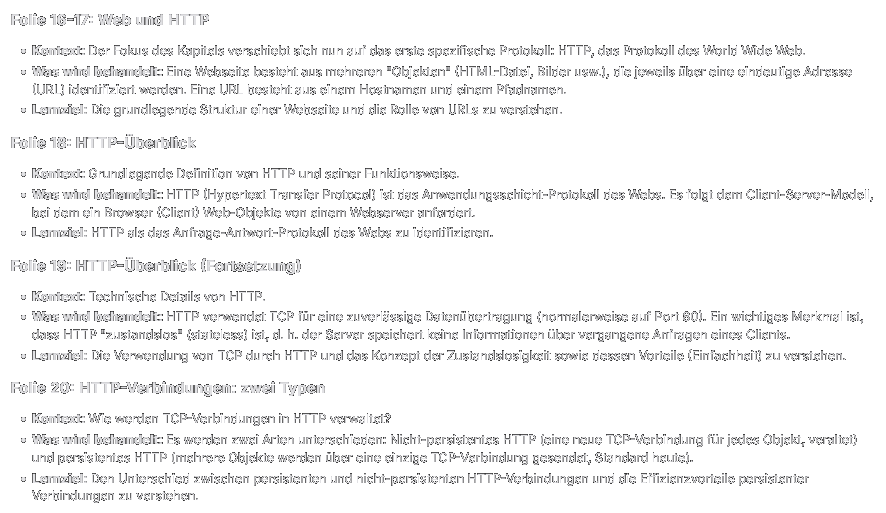 Folie 16-17: Web und HTTP
Kontext: Der Fokus des Kapitels verschiebt sich nun auf das erste spezifische Protokoll: HTTP, das Protokoll des World Wide Web.
Was wird behandelt: Eine Webseite besteht aus mehreren "Objekten" (HTML-Datei, Bilder usw.), die jeweils über eine eindeutige Adresse
(URL) identifiziert werden. Eine URL besteht aus einem Hostnamen und einem Pfadnamen.
Lernziel: Die grundlegende Struktur einer Webseite und die Rolle von URLs zu verstehen.
Folie 18: HTTP-Überblick
Kontext: Grundlegende Definition von HTTP und seiner Funktionsweise.
Was wird behandelt: HTTP (Hypertext Transfer Protocol) ist das Anwendungsschicht-Protokoll des Webs. Es folgt dem Client-Server-Modell,
bei dem ein Browser (Client) Web-Objekte von einem Webserver anfordert.
Lernziel: HTTP als das Anfrage-Antwort-Protokoll des Webs zu identifizieren.
Folie 19: HTTP-Überblick (Fortsetzung)
Kontext: Technische Details von HTTP.
Was wird behandelt: HTTP verwendet TCP für eine zuverlässige Datenübertragung (normalerweise auf Port 80). Ein wichtiges Merkmal ist,
dass HTTP "zustandslos" (stateless) ist, d. h. der Server speichert keine Informationen über vergangene Anfragen eines Clients.
Lernziel: Die Verwendung von TCP durch HTTP und das Konzept der Zustandslosigkeit sowie dessen Vorteile (Einfachheit) zu verstehen.
Folie 20: HTTP-Verbindungen: zwei Typen
Kontext: Wie werden TCP-Verbindungen in HTTP verwaltet?
Was wird behandelt: Es werden zwei Arten unterschieden: Nicht-persistentes HTTP (eine neue TCP-Verbindung für jedes Objekt, veraltet)
und persistentes HTTP (mehrere Objekte werden über eine einzige TCP-Verbindung gesendet, Standard heute).
Lernziel: Den Unterschied zwischen persistenten und nicht-persistenten HTTP-Verbindungen und die Effizienzvorteile persistenter
Verbindungen zu verstehen.